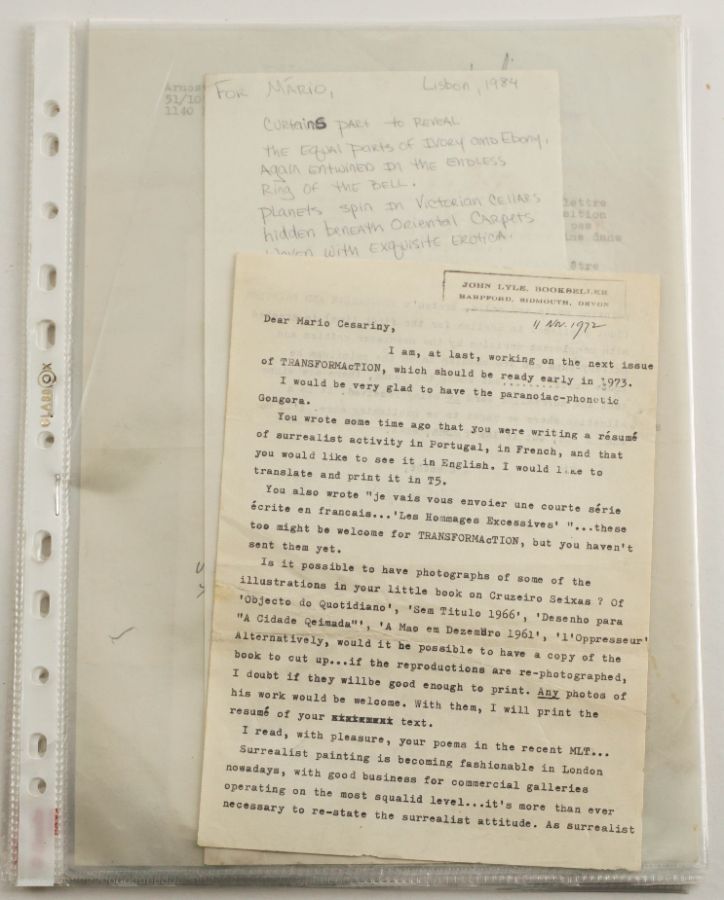 51/10
1140
FOR MÁRIO,
Lisbon, 1984
CURTAINS PART to REVEAL
the Equal parts of Ivory and Ebony,
Again entwined in the endless
Ring of the Bell.
planets spin in Victorian Cellars
hidden beneath Oriental Carpets
Woven with Exquisite Erotica.
lettre
sition
pas
être
JOHN LYLE, BOOKSELLER
HARPFORD, SIDMOUTH, DEVON
11 Nov. 1972
Dear Mario Cesariny,
I am, at last, working on the next issue
of TRANSFORMAcTION, which should be ready early in 1973.
I would be very glad to have the paranoiac-phonetic
Gongora.
You wrote some time ago that you were writing a résumé
of surrealist activity in Portugal, in French, and that
you would like to see it in English. I would like to
translate and print it in T5.
You also wrote "je vais vous envoier une courte série
écrite en francais...'Les Hommages Excessives' "...these
too might be welcome for TRANSFORMAcTION, but you haven't
sent them yet.
Is it possible to have photographs of some of the
illustrations in your little book on Cruzeiro Seixas ? Of
'Objecto do Quotidiano', 'Sem Titulo 1966', 'Desenho para
"A Cidade Qeimada"', 'A Mao em Dezembro 1961', 'l'Oppresseur'
Alternatively, would it be possible to have a copy of the
book to cut up...if the reproductions are re-photographed,
I doubt if they willbe good enough to print. Any photos of
his work would be welcome. With them, I will print the
resumé of your text.
I read, with pleasure, your poems in the recent MLT...
Surrealist painting is becoming fashionable in London
nowadays, with good business for commercial galleries
operating on the most squalid level...it's more than ever
necessary to re-state the surrealist attitude. As surrealist